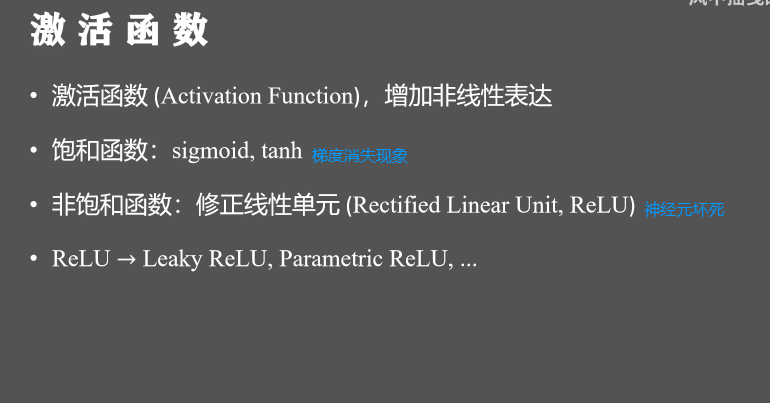 激活函数
• 激活函数 (Activation Function)，增加非线性表达
• 饱和函数：sigmoid, tanh 梯度消失现象
• 非饱和函数：修正线性单元 (Rectified Linear Unit, ReLU) 神经元坏死
• ReLU → Leaky ReLU, Parametric ReLU, ...